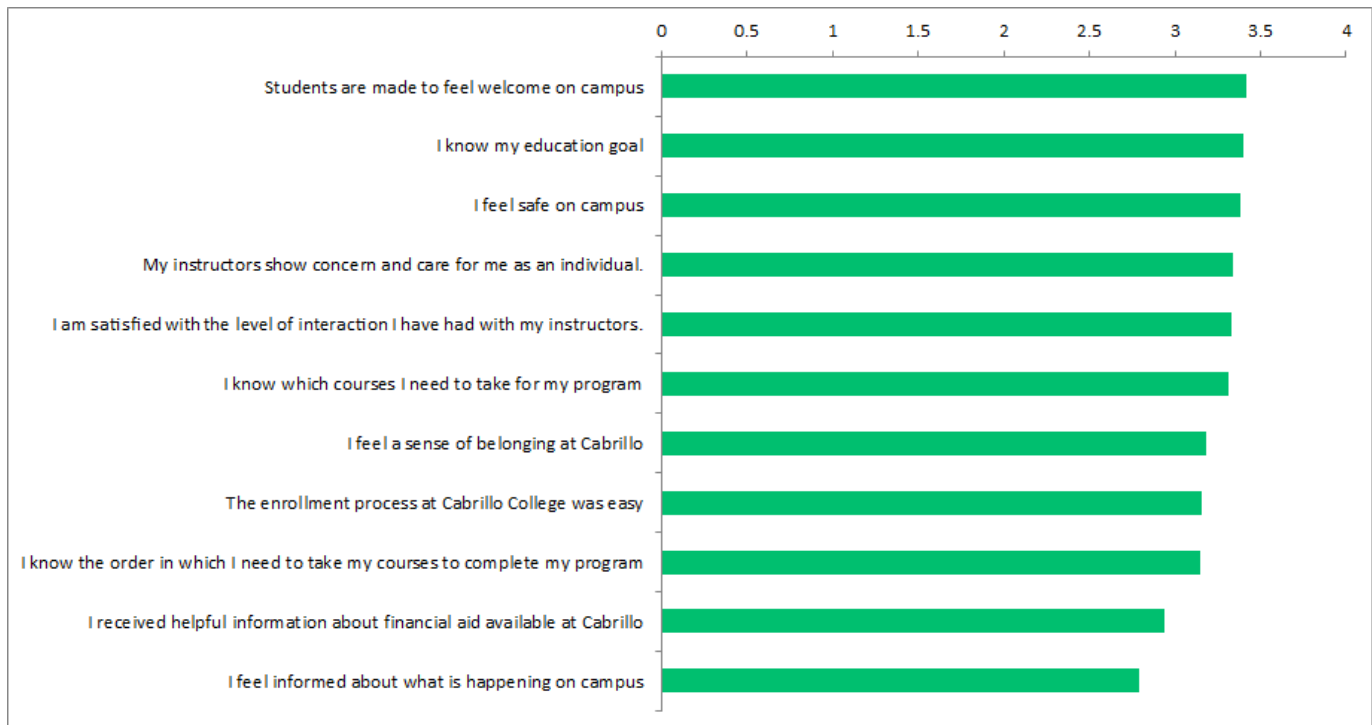 0 0.5 1 1.5 2 2.5 3 3.5 4
Students are made to feel welcome on campus
I know my education goal
I feel safe on campus
My instructors show concern and care for me as an individual.
I am satisfied with the level of interaction I have had with my instructors.
I know which courses I need to take for my program
I feel a sense of belonging at Cabrillo
The enrollment process at Cabrillo College was easy
I know the order in which I need to take my courses to complete my program
I received helpful information about financial aid available at Cabrillo
I feel informed about what is happening on campus